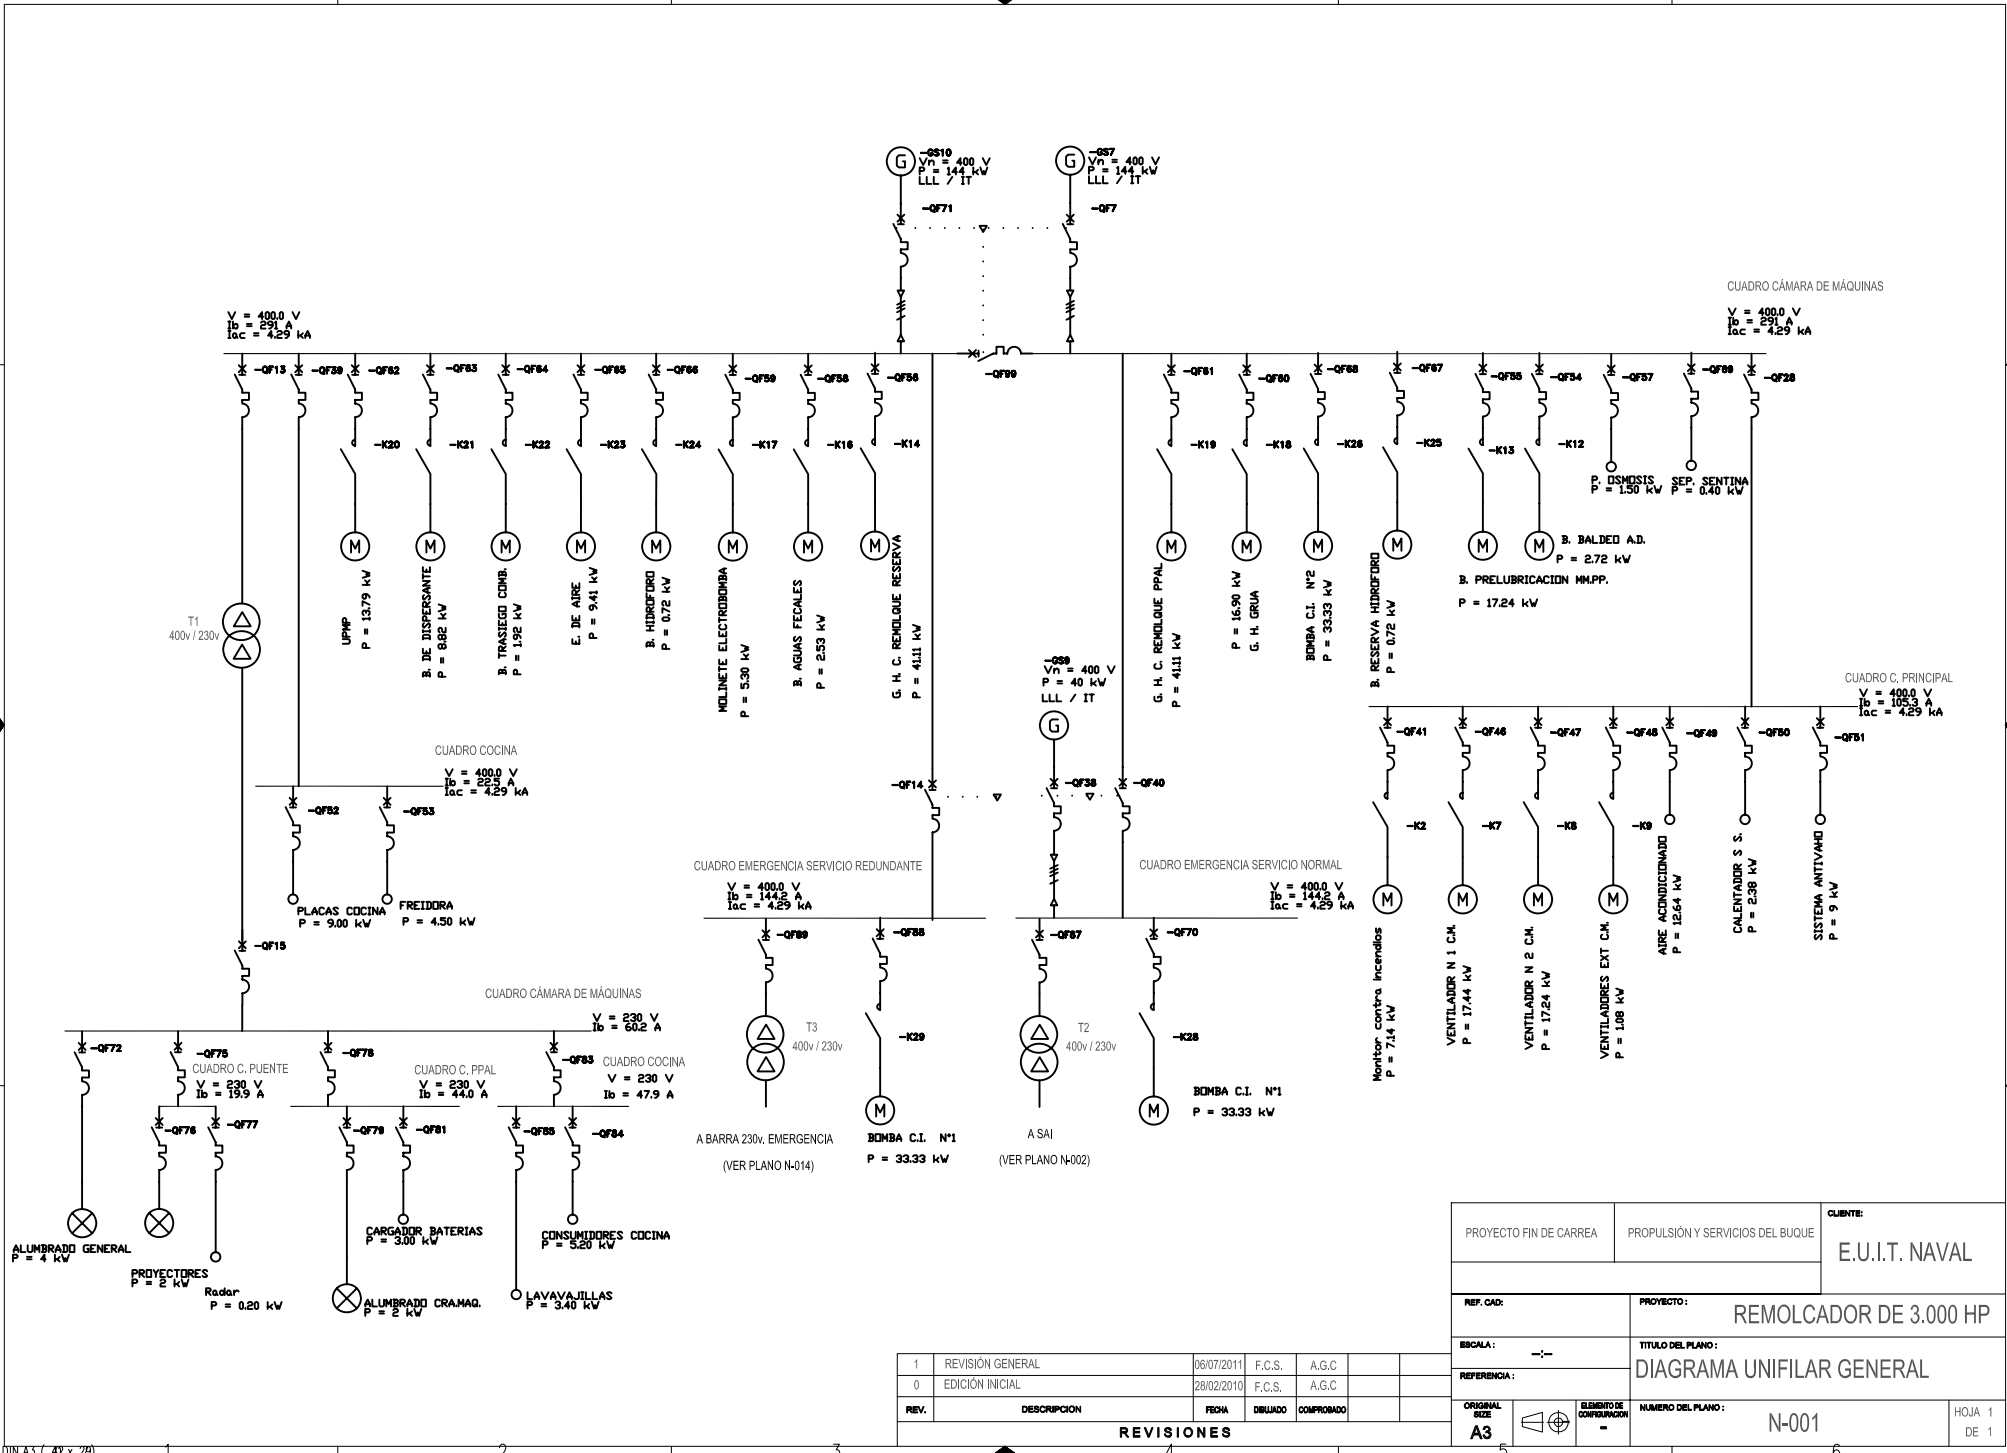 -GS10
Vn = 400 V
P = 144 kW
LLL / IT
-GS7
Vn = 400 V
P = 144 kW
LLL / IT
-QF71
-QF7
CUADRO CÁMARA DE MÁQUINAS
V = 400.0 V
Ib = 291 A
Iac = 4.29 kA
V = 400.0 V
Ib = 291 A
Iac = 4.29 kA
-QF13
-QF39
-QF62
-QF63
-QF64
-QF65
-QF66
-QF59
-QF58
-QF56
-QF99
-QF61
-QF60
-QF68
-QF67
-QF55
-QF54
-QF57
-QF69
-QF28
-K20
-K21
-K22
-K23
-K24
-K17
-K16
-K14
-K19
-K18
-K26
-K25
-K13
-K12
P. OSMOSIS
P = 1.50 kW
SEP. SENTINA
P = 0.40 kW
M
M
M
M
M
M
M
M
M
M
M
M
M
M
UPMP
P = 13.79 kW
B. DE DISPERSANTE
P = 8.82 kW
B. TRASIEGO COMB.
P = 1.92 kW
E. DE AIRE
P = 9.41 kW
B. HIDROFORO
P = 0.72 kW
MOLINETE ELECTROBOMBA
P = 5.30 kW
B. AGUAS FECALES
P = 2.53 kW
G. H. C. REMOLQUE RESERVA
P = 41.11 kW
G. H. C. REMOLQUE PPAL
P = 41.11 kW
P = 16.90 kW
G. H. GRUA
BOMBA C.I. N°2
P = 33.33 kW
B. RESERVA HIDROFORO
P = 0.72 kW
B. BALDEO A.D.
P = 2.72 kW
B. PRELUBRICACION MM.PP.
P = 17.24 kW
T1
400v / 230v
-GS9
Vn = 400 V
P = 40 kW
LLL / IT
G
CUADRO C. PRINCIPAL
V = 400.0 V
Ib = 105.3 A
Iac = 4.29 kA
-QF41
-QF46
-QF47
-QF48
-QF49
-QF50
-QF51
CUADRO COCINA
V = 400.0 V
Ib = 22.5 A
Iac = 4.29 kA
-QF52
-QF53
-QF14
-QF38
-QF40
-K2
-K7
-K8
-K9
PLACAS COCINA
P = 9.00 kW
FREIDORA
P = 4.50 kW
CUADRO EMERGENCIA SERVICIO REDUNDANTE
V = 400.0 V
Ib = 144.2 A
Iac = 4.29 kA
CUADRO EMERGENCIA SERVICIO NORMAL
V = 400.0 V
Ib = 144.2 A
Iac = 4.29 kA
M
M
M
M
Monitor contra incendios
P = 7.14 kW
VENTILADOR N 1 C.M.
P = 17.44 kW
VENTILADOR N 2 C.M.
P = 17.24 kW
VENTILADORES EXT C.M.
P = 1.08 kW
AIRE ACONDICIONADO
P = 12.64 kW
CALENTADOR S S.
P = 2.38 kW
SISTEMA ANTIVAHO
P = 9 kW
-QF15
-QF89
-QF88
-QF87
-QF70
T3
400v / 230v
-K29
T2
400v / 230v
-K28
A BARRA 230v. EMERGENCIA
(VER PLANO N-014)
M
BOMBA C.I. N°1
P = 33.33 kW
A SAI
(VER PLANO N-002)
M
BOMBA C.I. N°1
P = 33.33 kW
CUADRO CÁMARA DE MÁQUINAS
V = 230 V
Ib = 60.2 A
-QF72
-QF75
-QF78
-QF83
CUADRO C. PUENTE
V = 230 V
Ib = 19.9 A
CUADRO C. PPAL
V = 230 V
Ib = 44.0 A
CUADRO COCINA
V = 230 V
Ib = 47.9 A
-QF76
-QF77
-QF79
-QF81
-QF85
-QF84
ALUMBRADO GENERAL
P = 4 kW
PROYECTORES
P = 2 kW
Radar
P = 0.20 kW
CARGADOR BATERIAS
P = 3.00 kW
ALUMBRADO CRA.MAQ.
P = 2 kW
CONSUMIDORES COCINA
P = 5.20 kW
LAVAVAJILLAS
P = 3.40 kW
G
G
PROYECTO FIN DE CARREA
PROPULSIÓN Y SERVICIOS DEL BUQUE
CLIENTE:
E.U.I.T. NAVAL
REF. CAD:
PROYECTO :
REMOLCADOR DE 3.000 HP
ESCALA :
-:-
TITULO DEL PLANO :
DIAGRAMA UNIFILAR GENERAL
REFERENCIA :
ORIGINAL SIZE
A3
ELEMENTO DE CONFIGURACION
-
NUMERO DEL PLANO :
N-001
HOJA 1
DE 1
1 REVISIÓN GENERAL 06/07/2011 F.C.S. A.G.C
0 EDICIÓN INICIAL 28/02/2010 F.C.S. A.G.C
REV. DESCRIPCION FECHA DIBUJADO COMPROBADO
REVISIONES
1 2 3 4 5 6